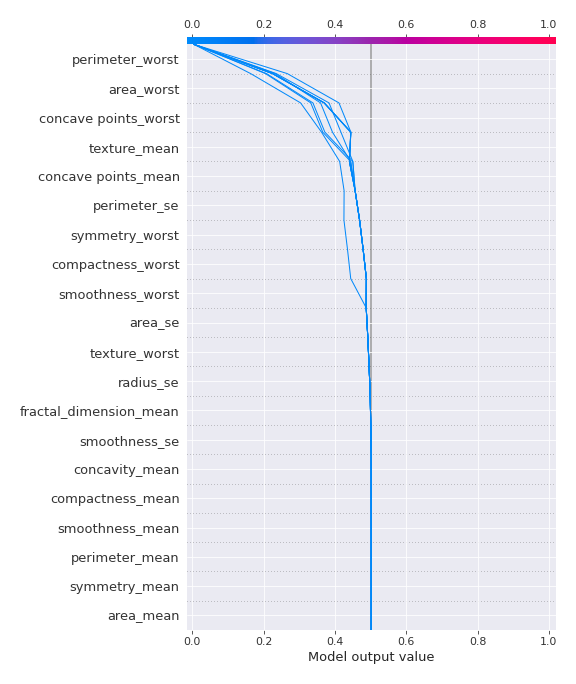 0.0 0.2 0.4 0.6 0.8 1.0
perimeter_worst
area_worst
concave points_worst
texture_mean
concave points_mean
perimeter_se
symmetry_worst
compactness_worst
smoothness_worst
area_se
texture_worst
radius_se
fractal_dimension_mean
smoothness_se
concavity_mean
compactness_mean
smoothness_mean
perimeter_mean
symmetry_mean
area_mean
0.0 0.2 0.4 0.6 0.8 1.0
Model output value